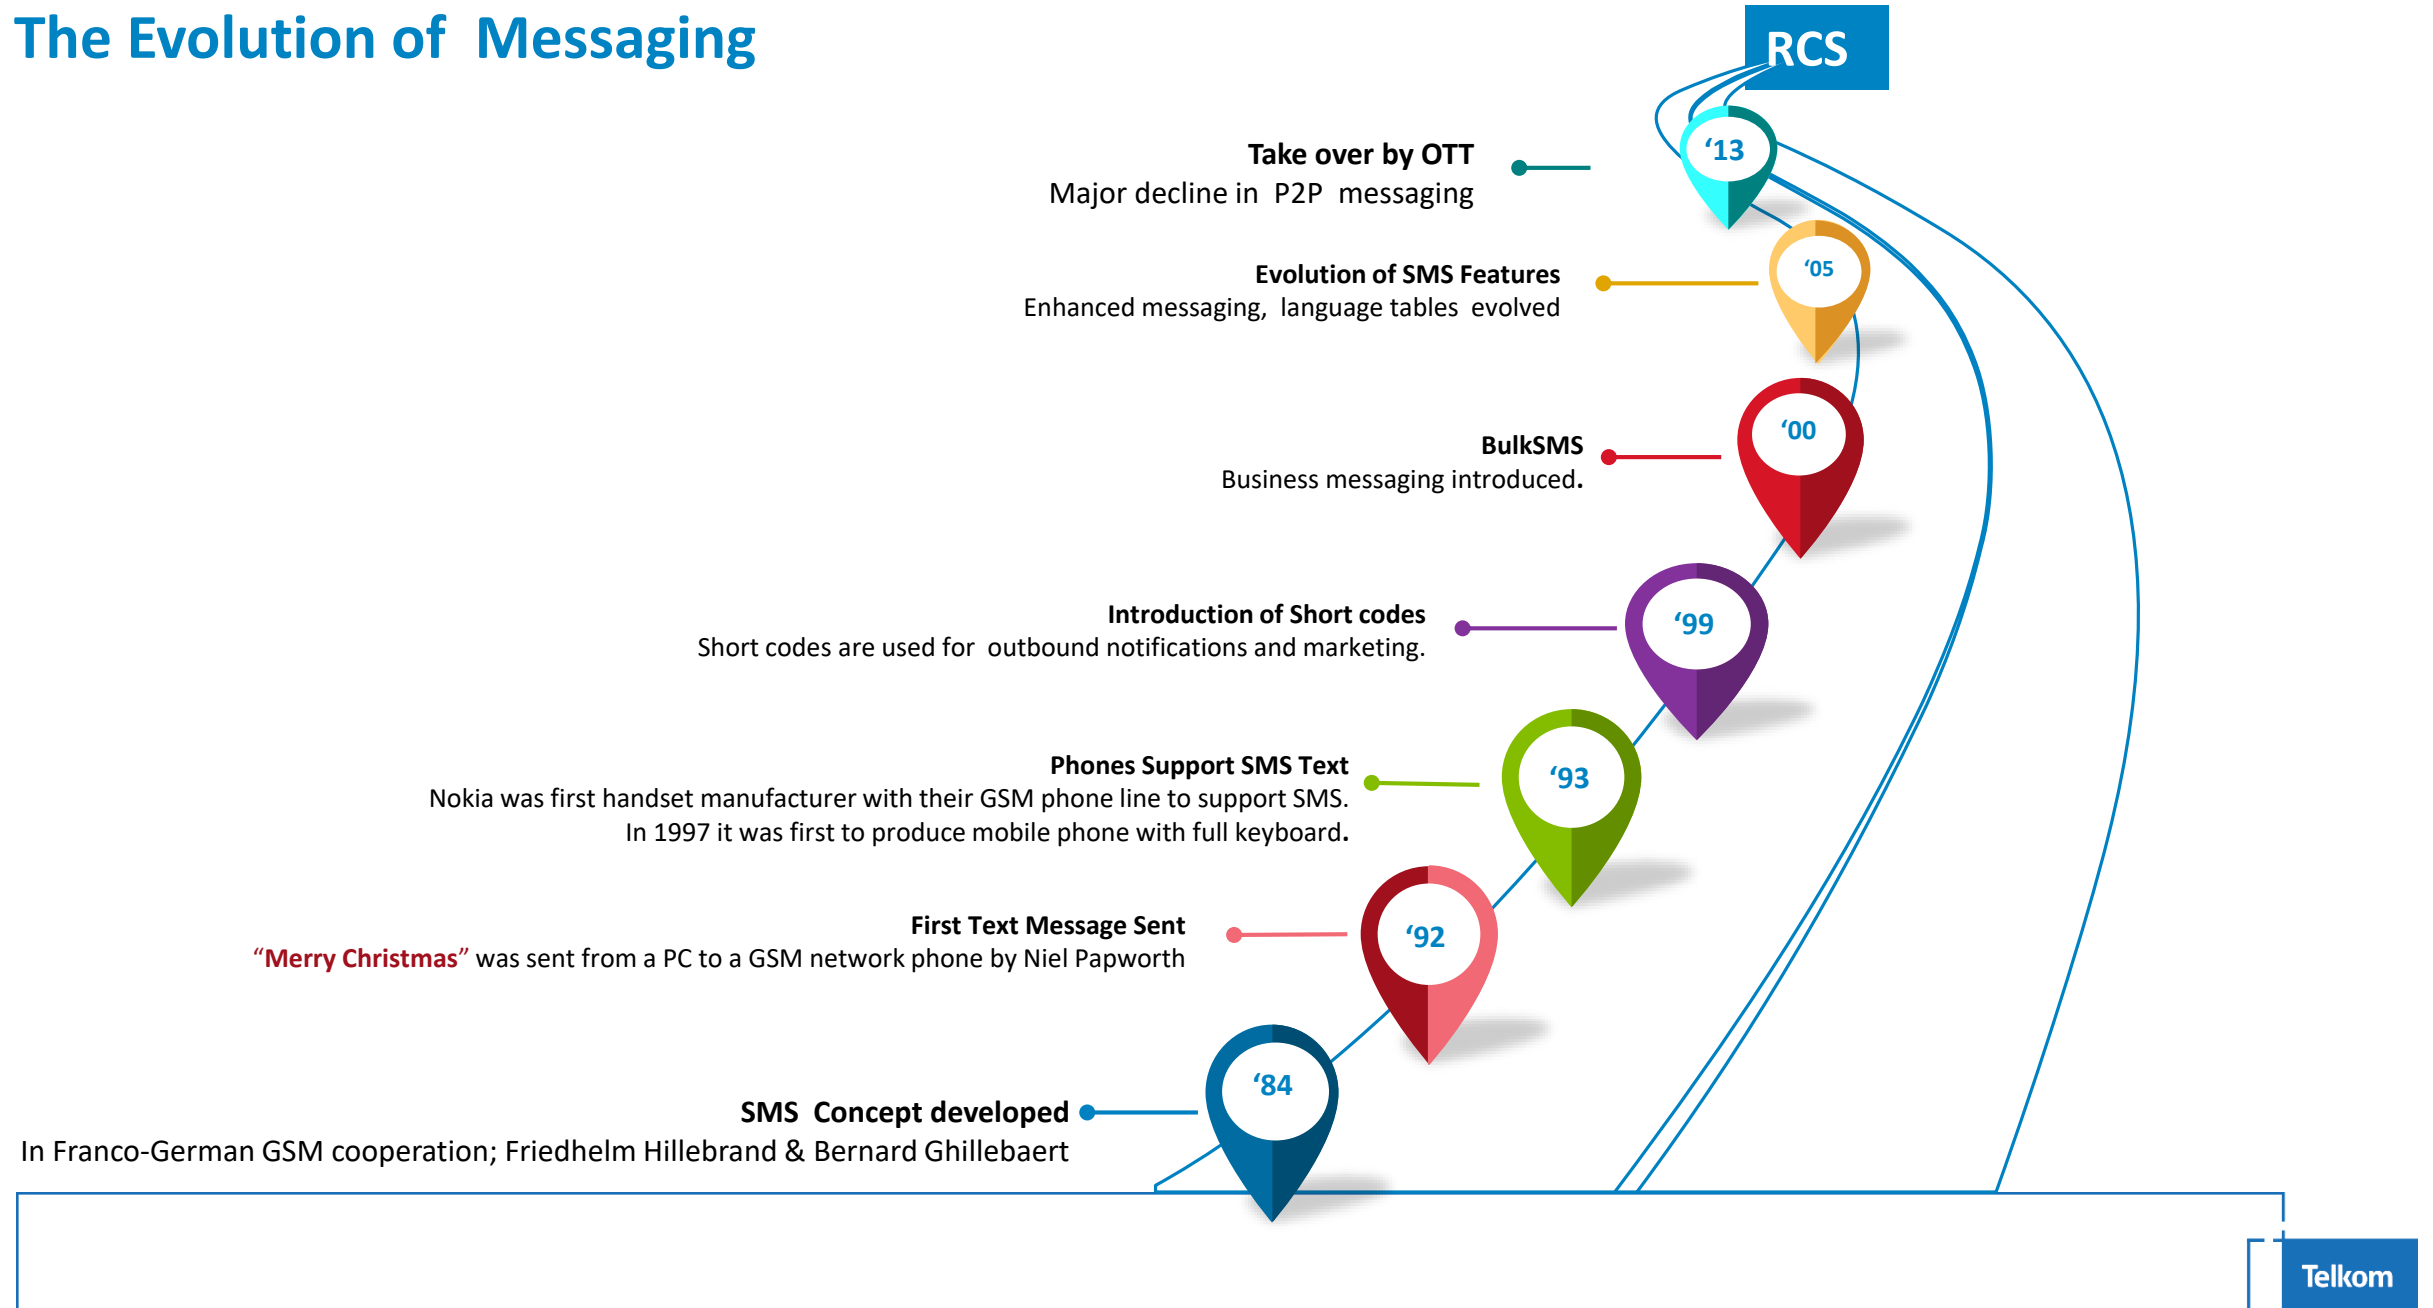 The Evolution of  Messaging
RCS
Take over by OTT
Major decline in  P2P  messaging
‘13
Evolution of SMS Features
Enhanced messaging,  language tables  evolved
‘05
BulkSMS
Business messaging introduced.
‘00
Introduction of Short codes
Short codes are used for  outbound notifications and marketing.
‘99
Phones Support SMS Text
Nokia was first handset manufacturer with their GSM phone line to support SMS.
In 1997 it was first to produce mobile phone with full keyboard.
‘93
First Text Message Sent
“Merry Christmas” was sent from a PC to a GSM network phone by Niel Papworth
‘92
SMS  Concept developed
In Franco-German GSM cooperation; Friedhelm Hillebrand & Bernard Ghillebaert
‘84
Telkom